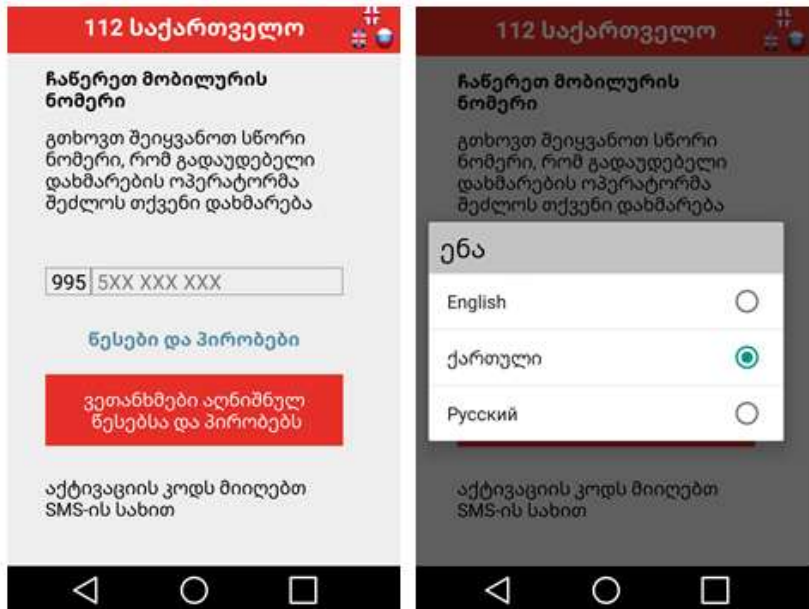 112 საქართველო
ჩაწერეთ მობილურის
ნომერი
გთხოვთ შეიყვანოთ სწორი
ნომერი, რომ გადაუდებელი
დახმარების ოპერატორმა
შეძლოს თქვენი დახმარება
995 5XX XXX XXX
წესები და პირობები
ვეთანხმები აღნიშნულ
წესებსა და პირობებს
აქტივაციის კოდს მიიღებთ
SMS-ის სახით
112 საქართველო
ჩაწერეთ მობილურის
ნომერი
გთხოვთ შეიყვანოთ სწორი
ნომერი, რომ გადაუდებელი
დახმარების ოპერატორმა
შეძლოს თქვენი დახმარება
ენა
English
ქართული
Русский
აქტივაციის კოდს მიიღებთ
SMS-ის სახით